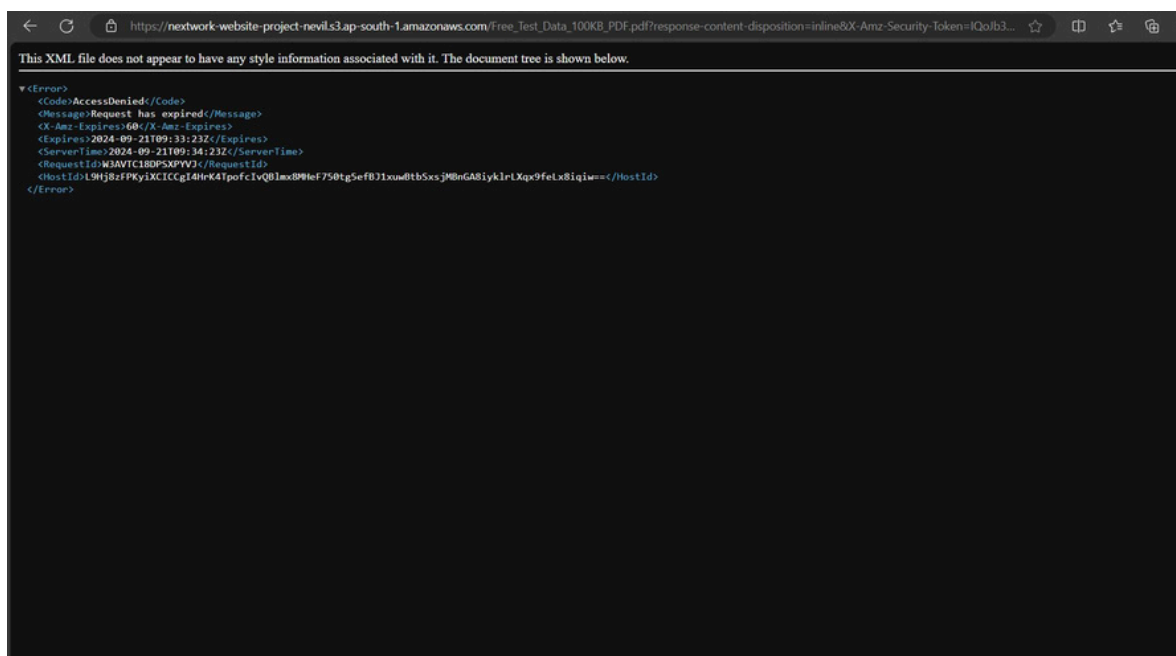 https://nextwork-website-project-nevil.s3.ap-south-1.amazonaws.com/Free_Test_Data_100KB_PDF.pdf?response-content-disposition=inline&X-Amz-Security-Token=IQoJb3...
This XML file does not appear to have any style information associated with it. The document tree is shown below.
▼<Error>
<Code>AccessDenied</Code>
<Message>Request has expired</Message>
<X-Amz-Expires>60</X-Amz-Expires>
<Expires>2024-09-21T09:33:23Z</Expires>
<ServerTime>2024-09-21T09:34:23Z</ServerTime>
<RequestId>W3AVTC18DPSXPYVJ</RequestId>
<HostId></HostId>
</Error>